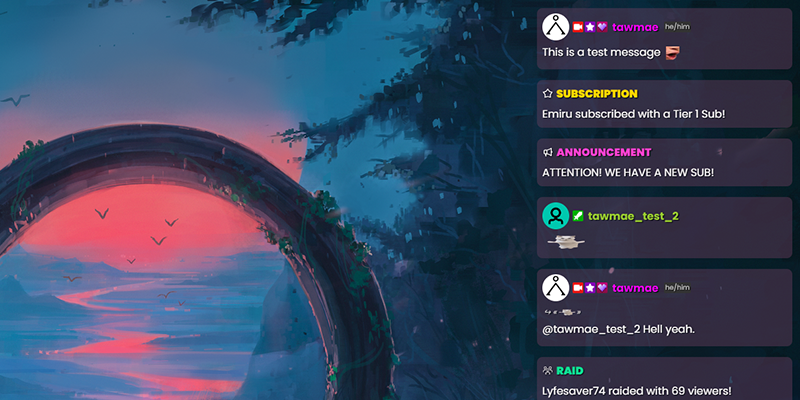 tawmae he/him
This is a test message
SUBSCRIPTION
Emiru subscribed with a Tier 1 Sub!
ANNOUNCEMENT
ATTENTION! WE HAVE A NEW SUB!
tawmae_test_2
tawmae he/him
@tawmae_test_2 Hell yeah.
RAID
Lyfesaver74 raided with 69 viewers!